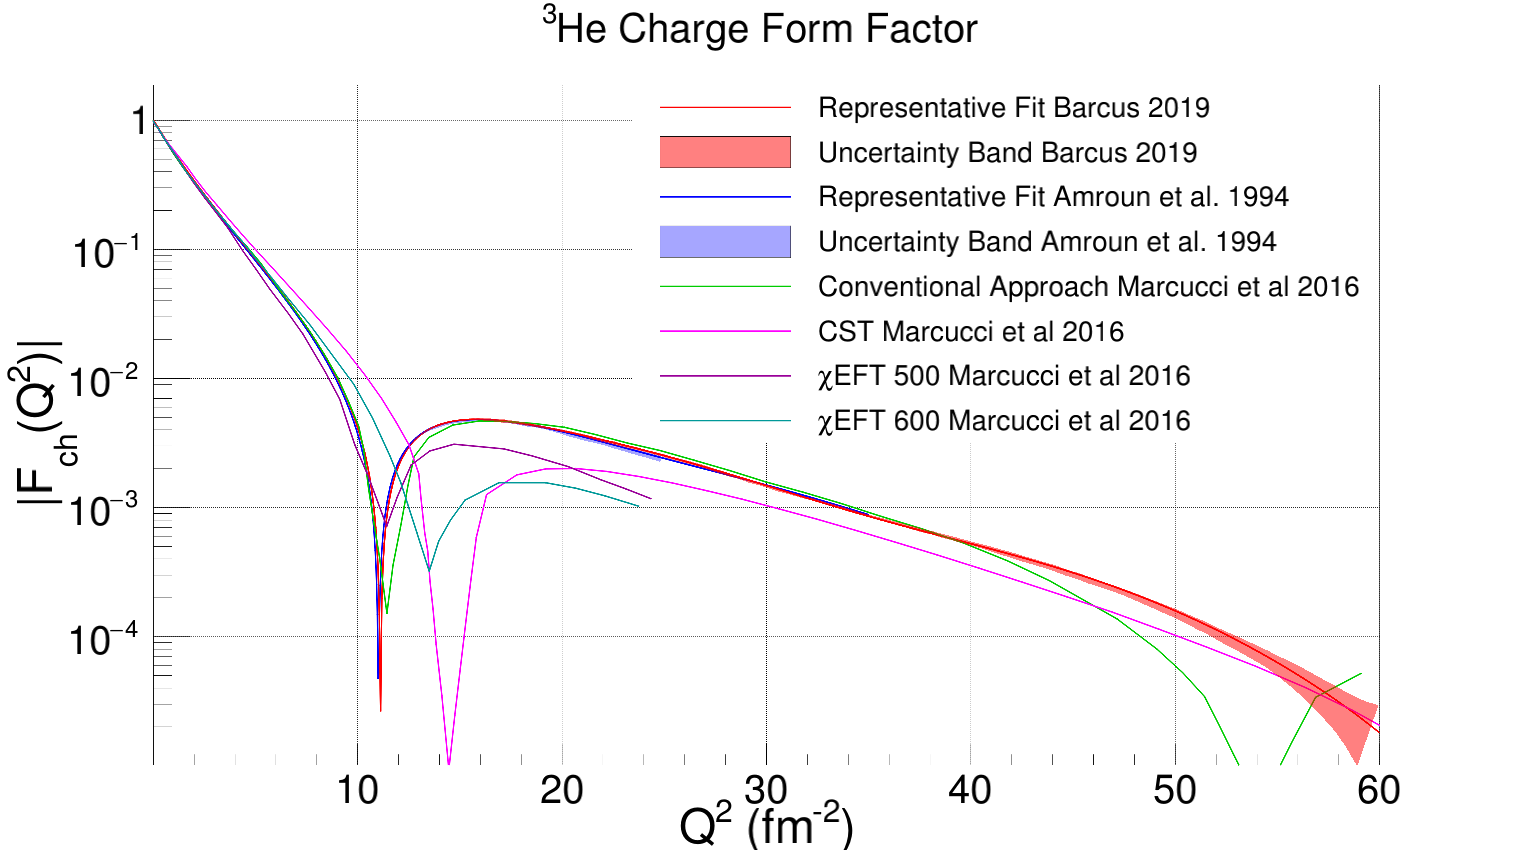 ³He Charge Form Factor
Representative Fit Barcus 2019
Uncertainty Band Barcus 2019
Representative Fit Amroun et al. 1994
Uncertainty Band Amroun et al. 1994
Conventional Approach Marcucci et al 2016
CST Marcucci et al 2016
χEFT 500 Marcucci et al 2016
χEFT 600 Marcucci et al 2016
1
10⁻¹
10⁻²
10⁻³
10⁻⁴
|F_ch(Q²)|
10 20 30 40 50 60
Q² (fm⁻²)